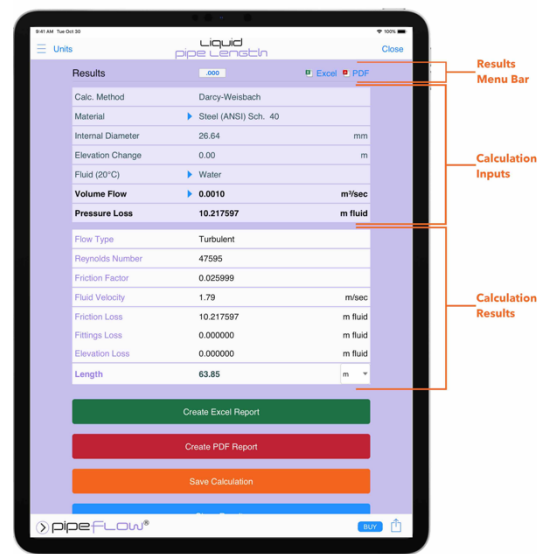 9:41 AM Tue Oct 30
100%
Units
Liquid
pipe Length
Close
Results
.000
Excel
PDF
Calc. Method Darcy-Weisbach
Material Steel (ANSI) Sch. 40
Internal Diameter 26.64 mm
Elevation Change 0.00 m
Fluid (20°C) Water
Volume Flow 0.0010 m³/sec
Pressure Loss 10.217597 m fluid
Flow Type Turbulent
Reynolds Number 47595
Friction Factor 0.025999
Fluid Velocity 1.79 m/sec
Friction Loss 10.217597 m fluid
Fittings Loss 0.000000 m fluid
Elevation Loss 0.000000 m fluid
Length 63.85 m
Create Excel Report
Create PDF Report
Save Calculation
pipeFLOW®
BUY
Results
Menu Bar
Calculation
Inputs
Calculation
Results